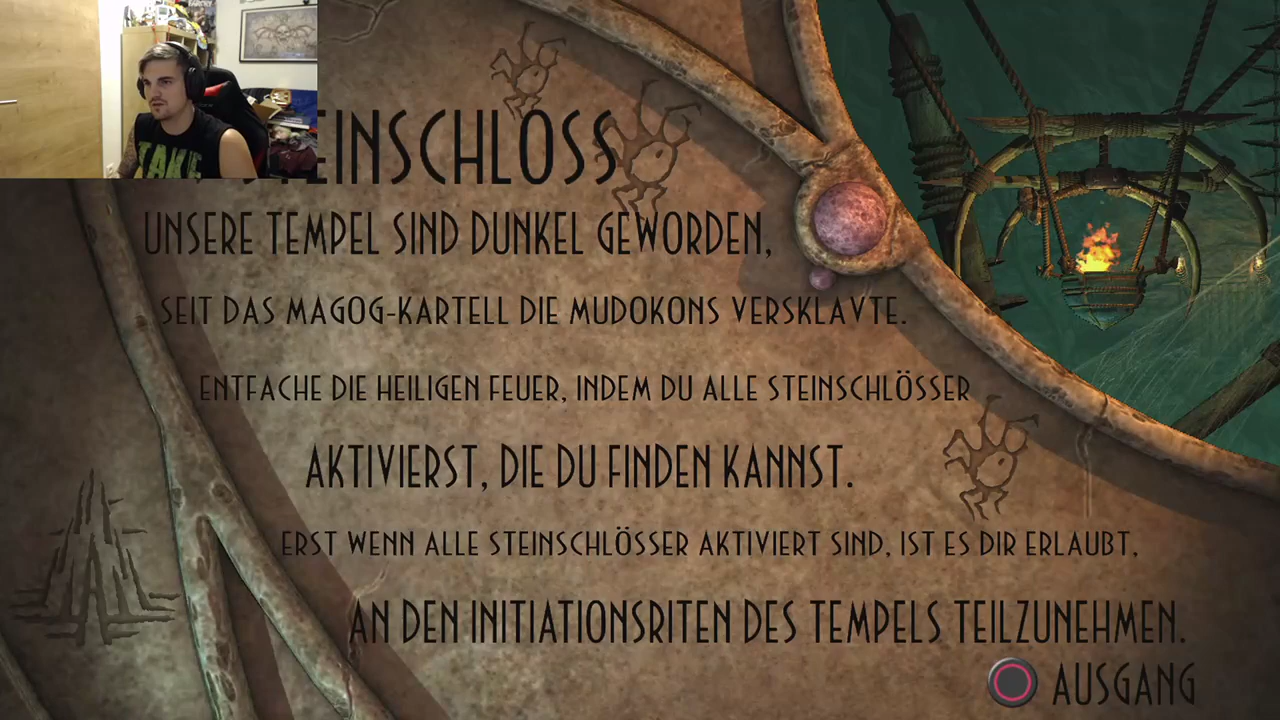 STEINSCHLOSS
UNSERE TEMPEL SIND DUNKEL GEWORDEN,
SEIT DAS MAGOG-KARTELL DIE MUDOKONS VERSKLAVTE.
ENTFACHE DIE HEILIGEN FEUER, INDEM DU ALLE STEINSCHLÖSSER
AKTIVIERST, DIE DU FINDEN KANNST.
ERST WENN ALLE STEINSCHLÖSSER AKTIVIERT SIND, IST ES DIR ERLAUBT,
AN DEN INITIATIONSRITEN DES TEMPELS TEILZUNEHMEN.
AUSGANG